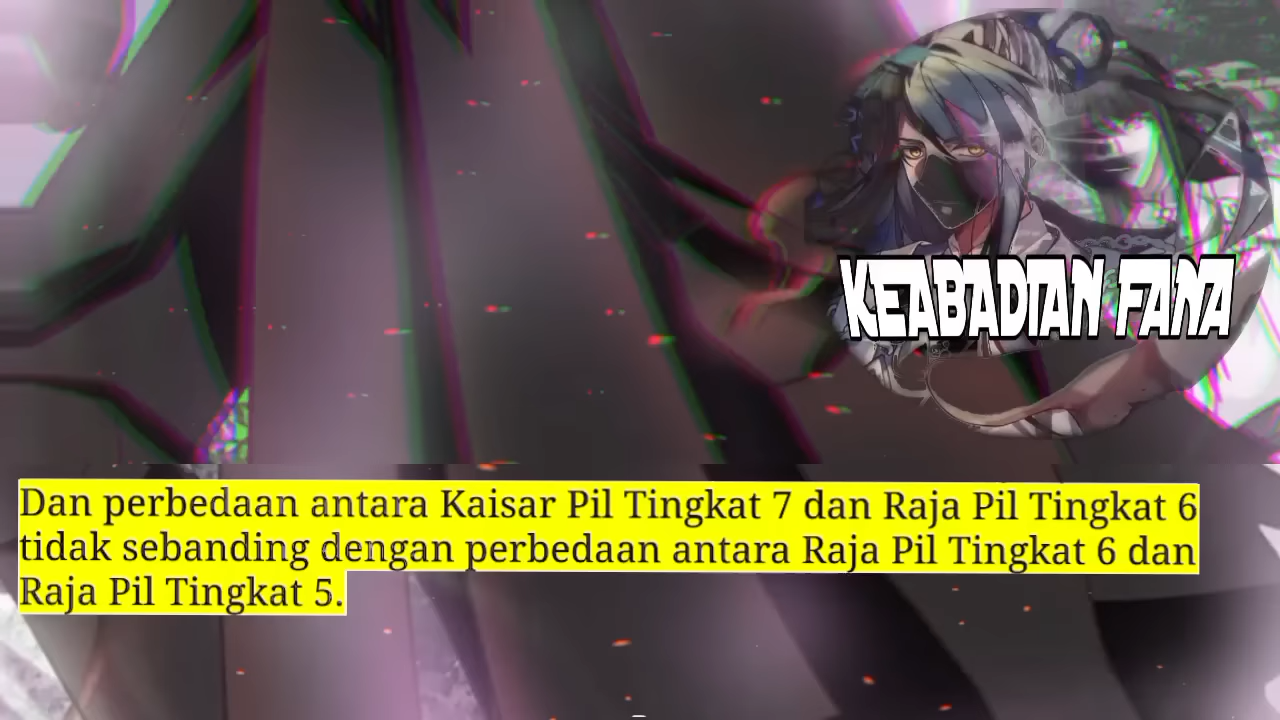 KEABADIAN FANA
Dan perbedaan antara Kaisar Pil Tingkat 7 dan Raja Pil Tingkat 6
tidak sebanding dengan perbedaan antara Raja Pil Tingkat 6 dan
Raja Pil Tingkat 5.